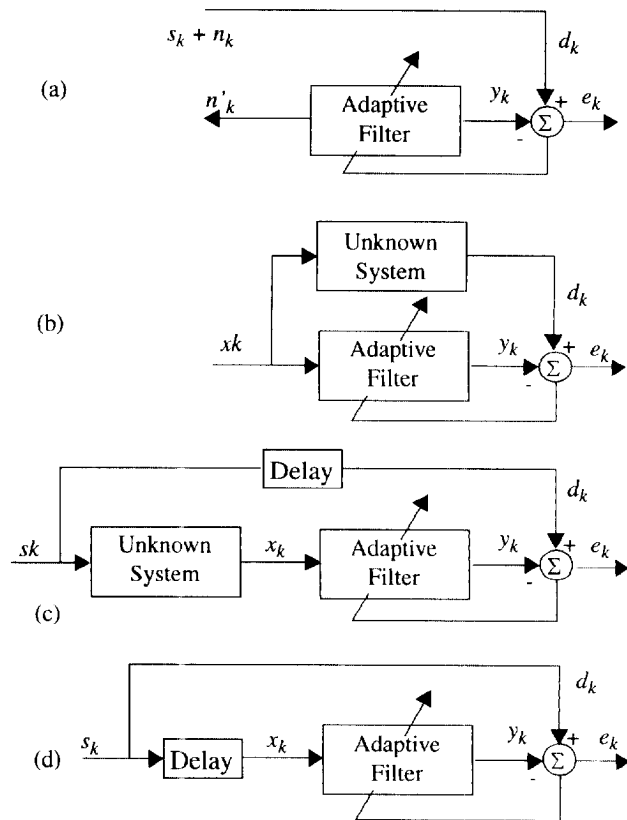 s_k + n_k
d_k
(a)
n'_k
Adaptive
Filter
y_k
+
e_k
Σ
-
Unknown
System
d_k
(b)
xk
Adaptive
Filter
y_k
+
e_k
Σ
-
Delay
d_k
sk
Unknown
System
x_k
Adaptive
Filter
y_k
+
e_k
Σ
-
(c)
d_k
(d)
s_k
Delay
x_k
Adaptive
Filter
y_k
+
e_k
Σ
-